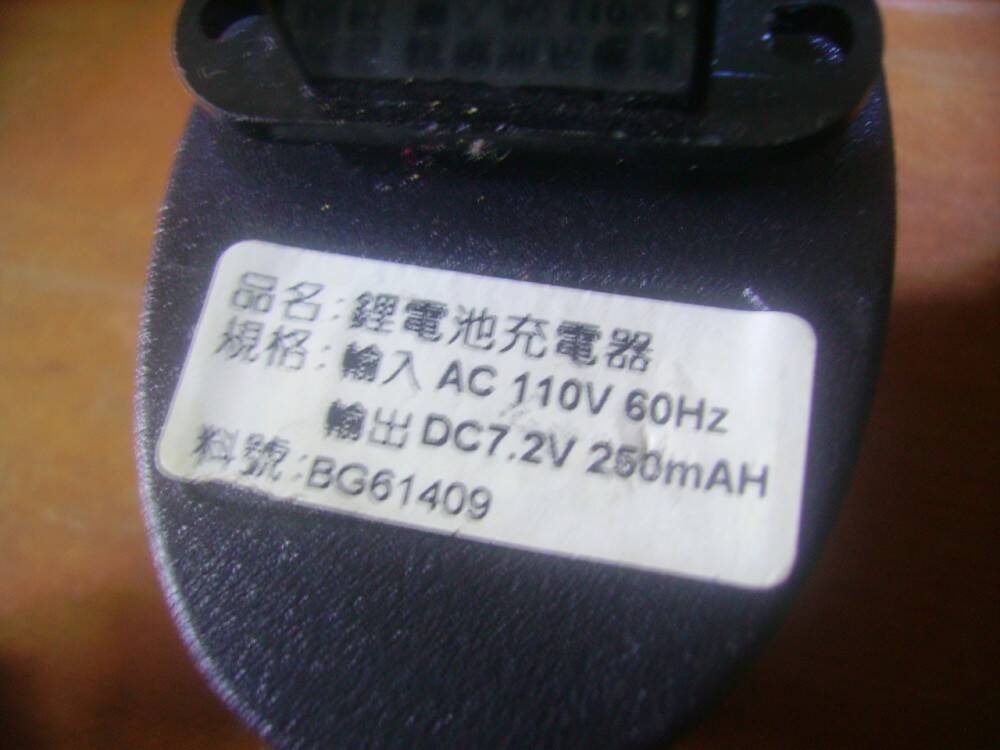 品名:鋰電池充電器
規格:輸入 AC 110V 60Hz
輸出 DC7.2V 250mAH
料號:BG61409